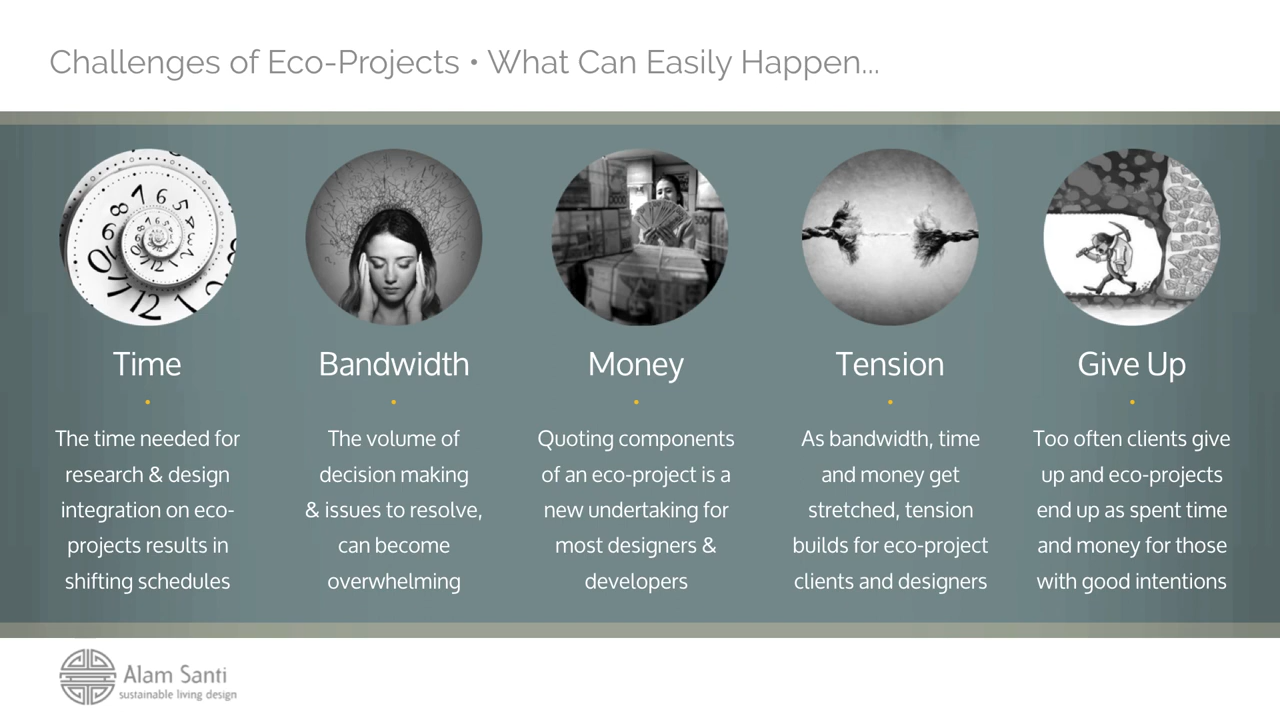 Challenges of Eco-Projects • What Can Easily Happen...
Time
The time needed for
research & design
integration on eco-
projects results in
shifting schedules
Bandwidth
The volume of
decision making
& issues to resolve,
can become
overwhelming
Money
Quoting components
of an eco-project is a
new undertaking for
most designers &
developers
Tension
As bandwidth, time
and money get
stretched, tension
builds for eco-project
clients and designers
Give Up
Too often clients give
up and eco-projects
end up as spent time
and money for those
with good intentions
Alam Santi
sustainable living design